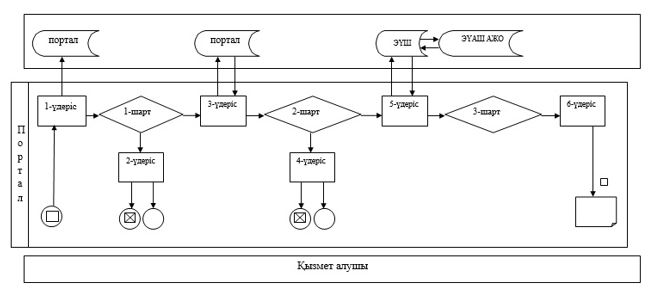 портал
портал
ЭҮШ
ЭҮАШ АЖО
Портал
1-үдеріс
1-шарт
3-үдеріс
2-шарт
5-үдеріс
3-шарт
6-үдеріс
2-үдеріс
4-үдеріс
Қызмет алушы